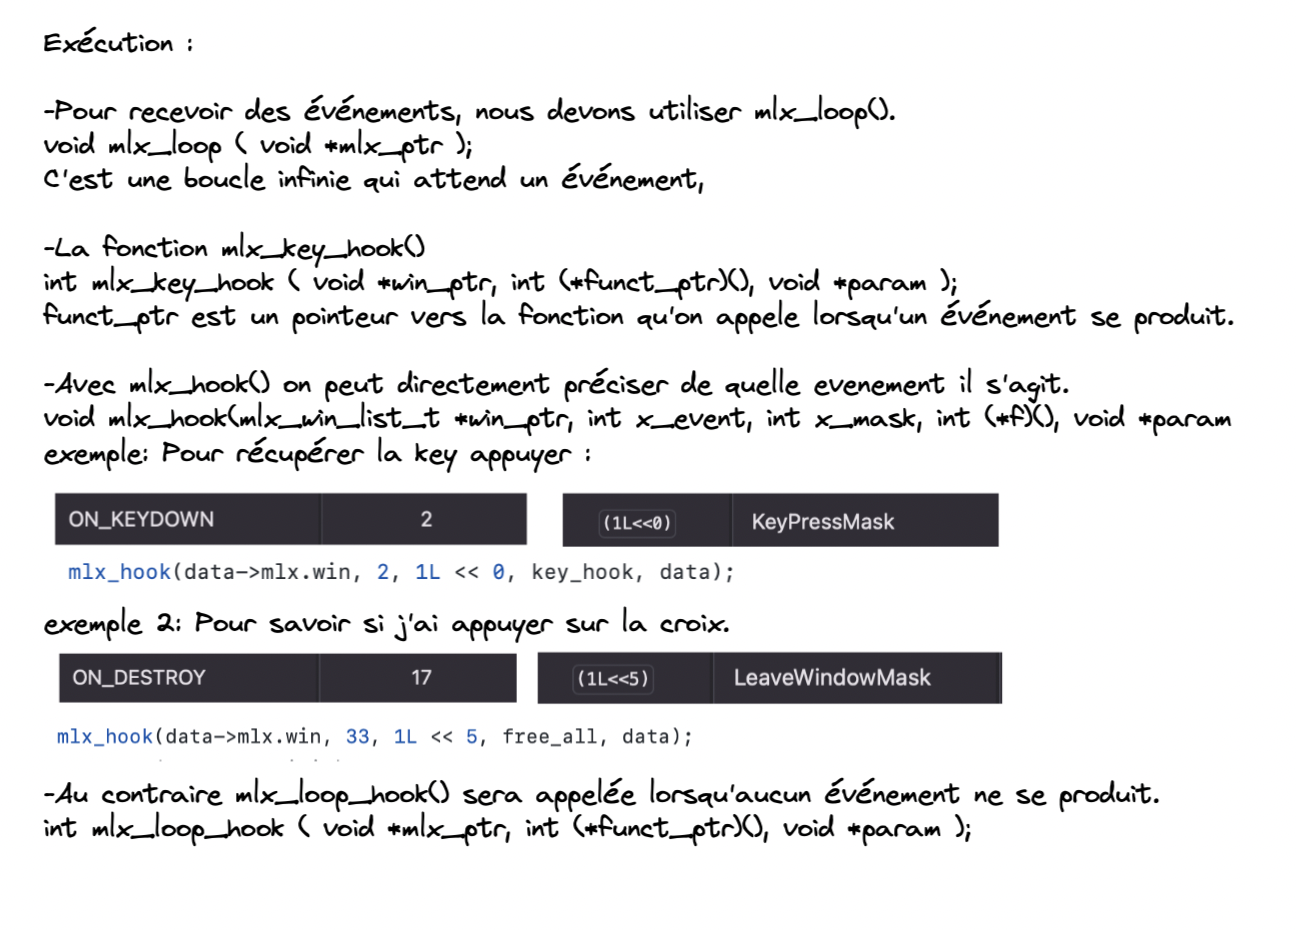 Exécution :
-Pour recevoir des événements, nous devons utiliser mlx_loop().
void mlx_loop ( void *mlx_ptr );
C'est une boucle infinie qui attend un événement,
-La fonction mlx_key_hook()
int mlx_key_hook ( void *win_ptr, int (*funct_ptr)(), void *param );
funct_ptr est un pointeur vers la fonction qu'on appele lorsqu'un événement se produit.
-Avec mlx_hook() on peut directement préciser de quelle evenement il s'agit.
void mlx_hook(mlx_win_list_t *win_ptr, int x_event, int x_mask, int (*f)(), void *param
exemple: Pour récupérer la key appuyer :
ON_KEYDOWN 2 (1L<<0) KeyPressMask
mlx_hook(data->mlx.win, 2, 1L << 0, key_hook, data);
exemple 2: Pour savoir si j'ai appuyer sur la croix.
ON_DESTROY 17 (1L<<5) LeaveWindowMask
mlx_hook(data->mlx.win, 33, 1L << 5, free_all, data);
-Au contraire mlx_loop_hook() sera appelée lorsqu'aucun événement ne se produit.
int mlx_loop_hook ( void *mlx_ptr, int (*funct_ptr)(), void *param );